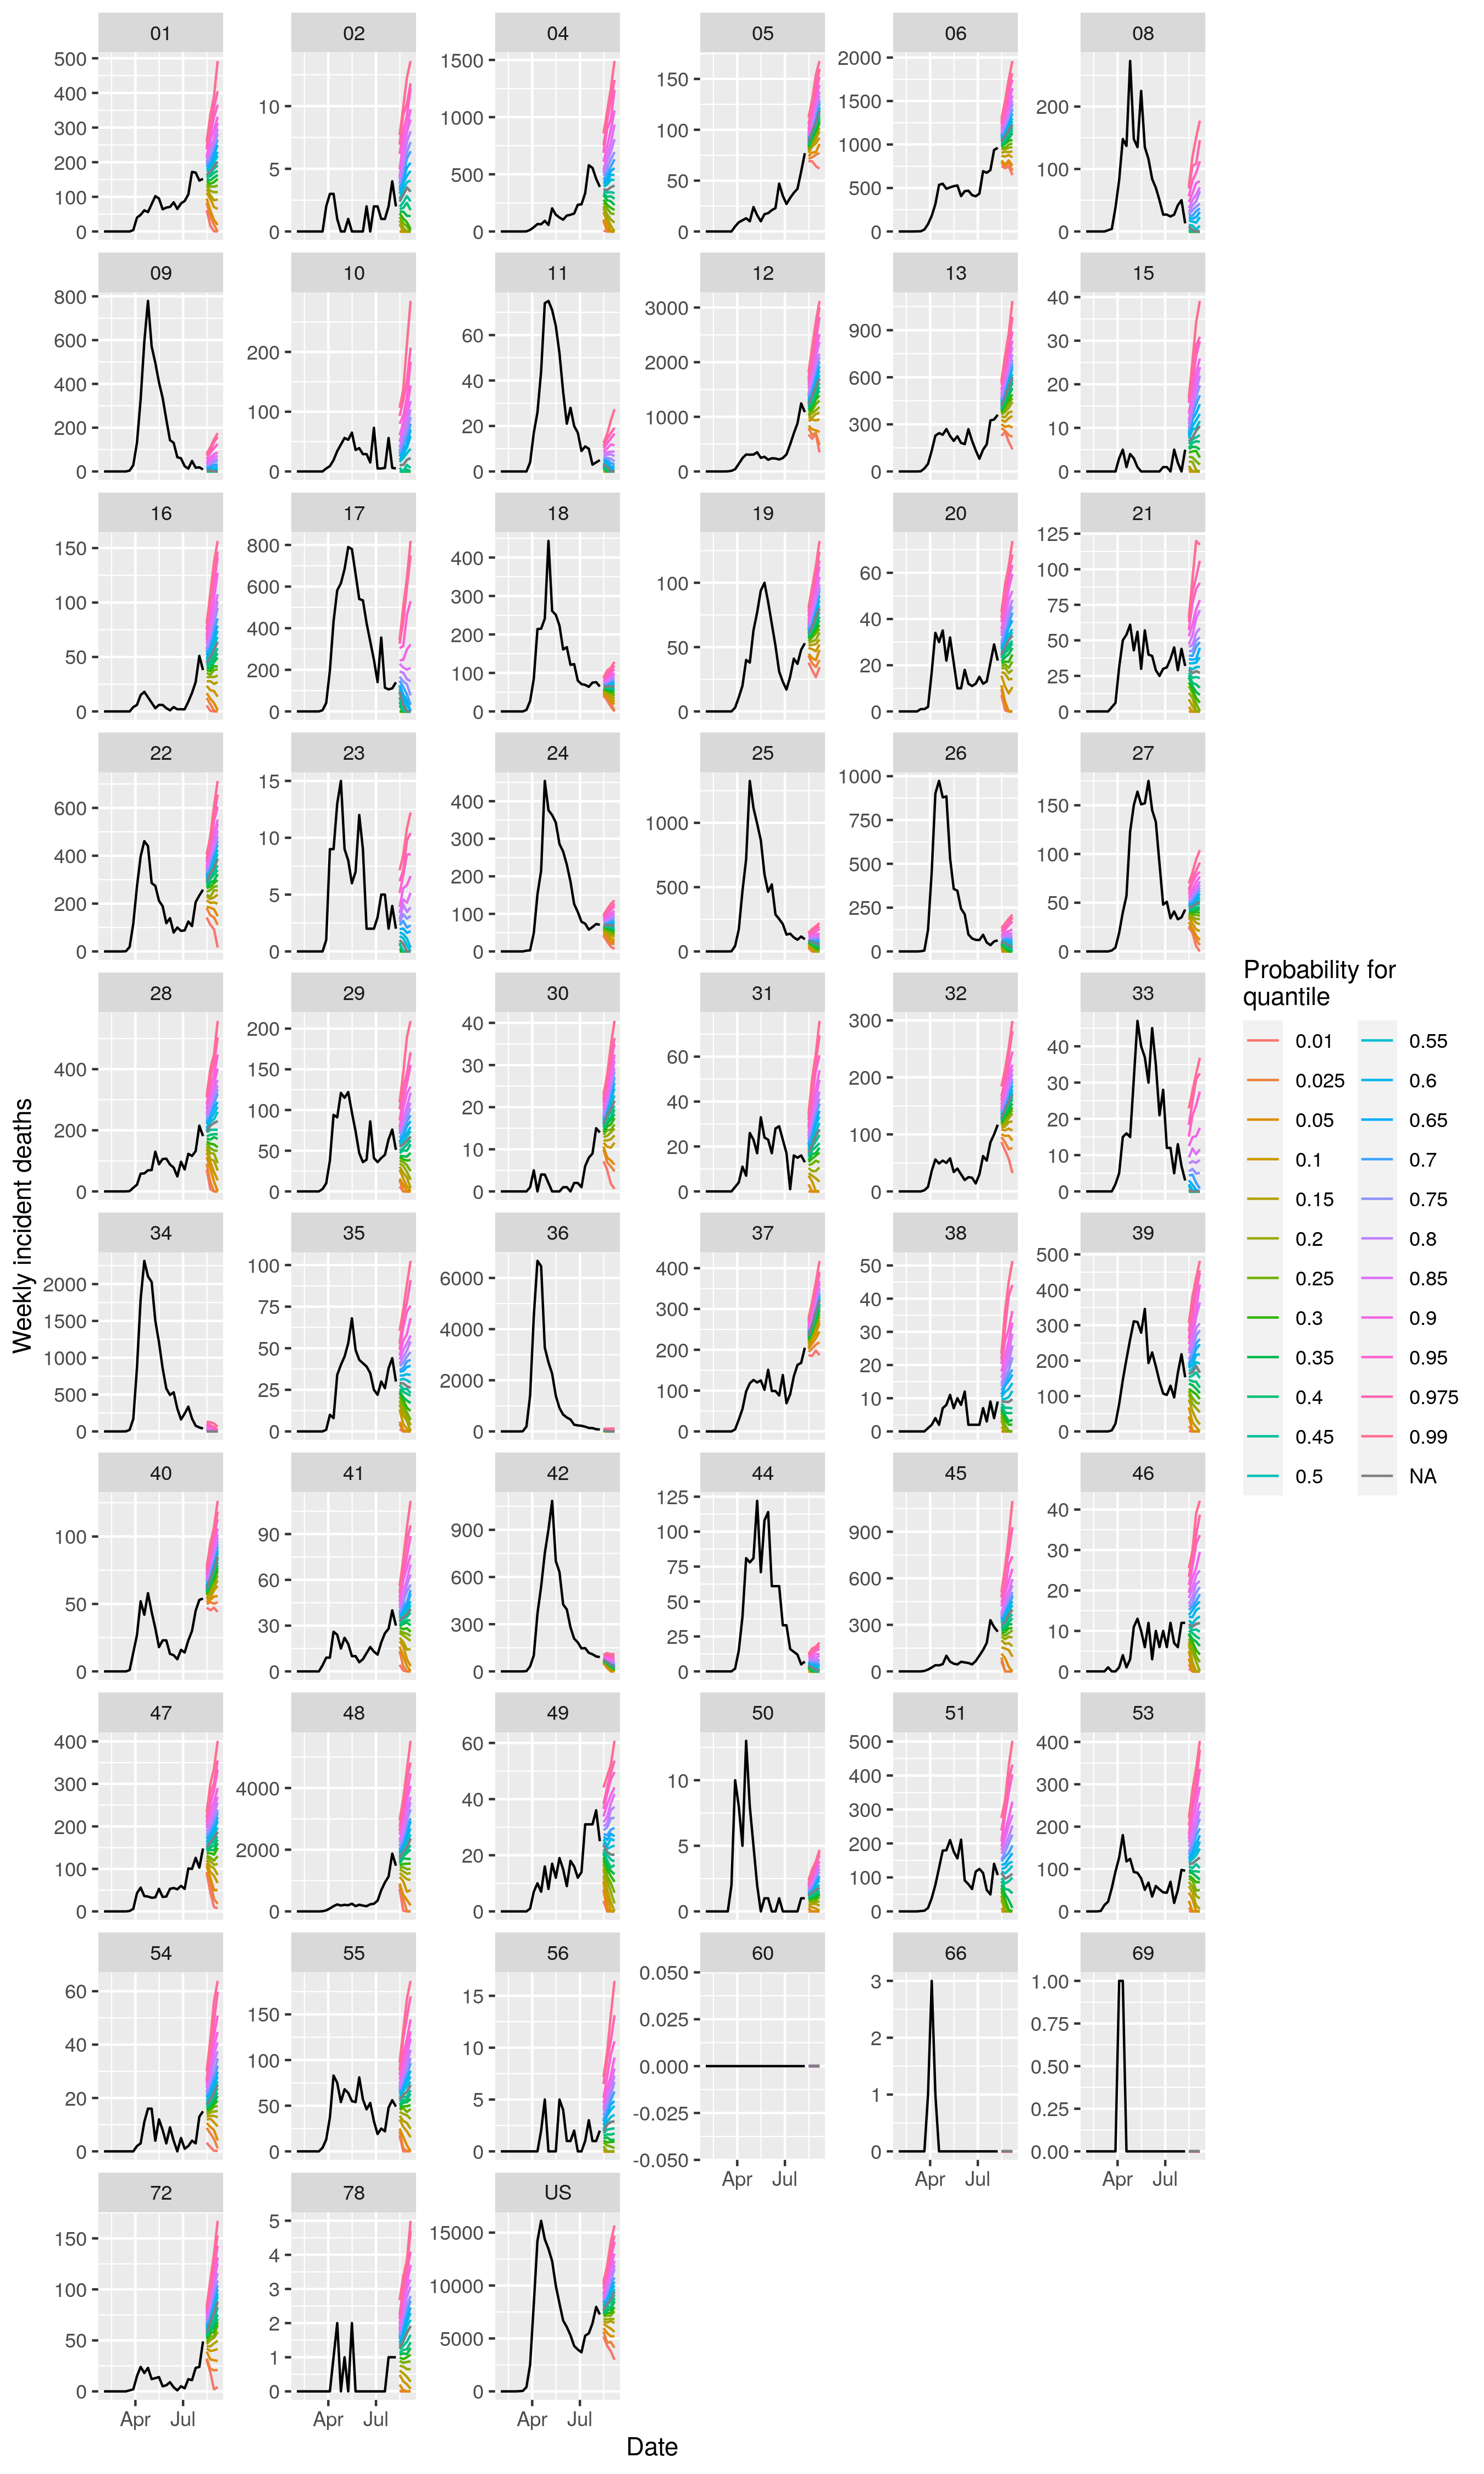 01 02 04 05 06 08
500 400 300 200 100 0
10 5 0
1500 1000 500 0
150 100 50 0
2000 1500 1000 500 0
200 100 0
09 10 11 12 13 15
800 600 400 200 0
200 100 0
60 40 20 0
3000 2000 1000 0
900 600 300 0
40 30 20 10 0
16 17 18 19 20 21
150 100 50 0
800 600 400 200 0
400 300 200 100 0
100 50 0
60 40 20 0
125 100 75 50 25 0
22 23 24 25 26 27
600 400 200 0
15 10 5 0
400 300 200 100 0
1000 500 0
1000 750 500 250 0
150 100 50 0
28 29 30 31 32 33
400 200 0
200 150 100 50 0
40 30 20 10 0
60 40 20 0
300 200 100 0
40 30 20 10 0
34 35 36 37 38 39
2000 1500 1000 500 0
100 75 50 25 0
6000 4000 2000 0
400 300 200 100 0
50 40 30 20 10 0
500 400 300 200 100 0
40 41 42 44 45 46
100 50 0
90 60 30 0
900 600 300 0
125 100 75 50 25 0
900 600 300 0
40 30 20 10 0
47 48 49 50 51 53
400 300 200 100 0
4000 2000 0
60 40 20 0
10 5 0
500 400 300 200 100 0
400 300 200 100 0
54 55 56 60 66 69
60 40 20 0
150 100 50 0
15 10 5 0
0.050 0.025 0.000 -0.025 -0.050
3 2 1 0
1.00 0.75 0.50 0.25 0.00
Apr Jul Apr Jul Apr Jul
72 78 US
150 100 50 0
5 4 3 2 1 0
15000 10000 5000 0
Apr Jul Apr Jul Apr Jul
Date
Weekly incident deaths
Probability for
quantile
0.01 0.55
0.025 0.6
0.05 0.65
0.1 0.7
0.15 0.75
0.2 0.8
0.25 0.85
0.3 0.9
0.35 0.95
0.4 0.975
0.45 0.99
0.5 NA